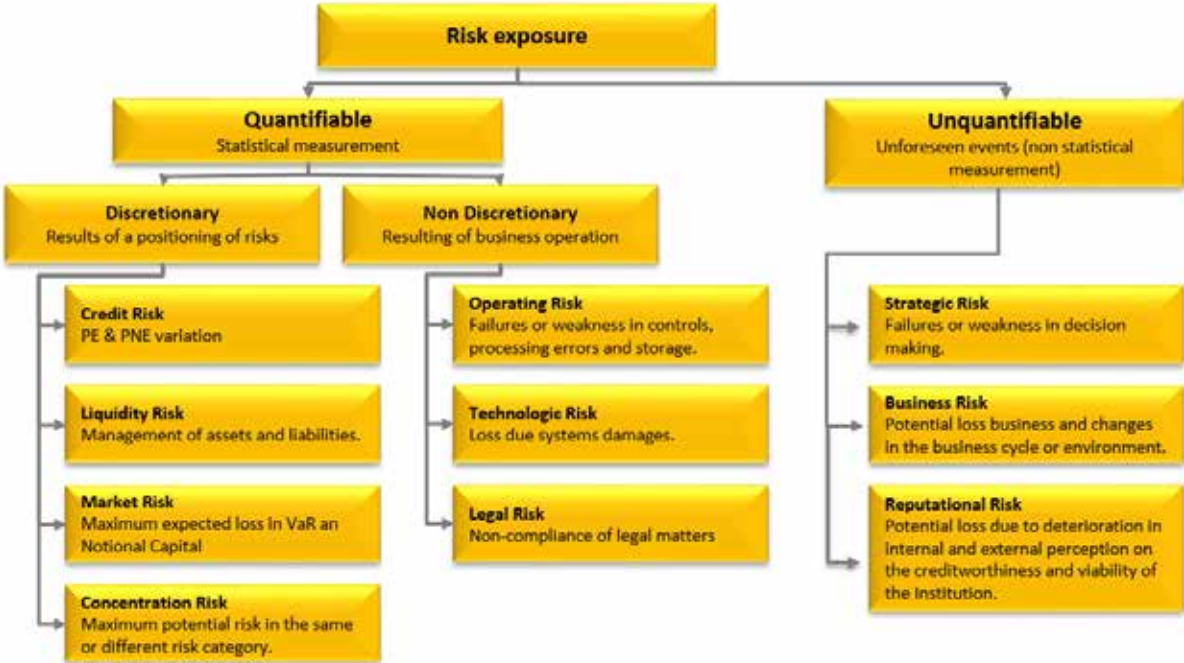 Risk exposure
Quantifiable
Statistical measurement
Unquantifiable
Unforeseen events (non statistical
measurement)
Discretionary
Results of a positioning of risks
Non Discretionary
Resulting of business operation
Credit Risk
PE & PNE variation
Liquidity Risk
Management of assets and liabilities.
Market Risk
Maximum expected loss in VaR an
Notional Capital
Concentration Risk
Maximum potential risk in the same
or different risk category.
Operating Risk
Failures or weakness in controls,
processing errors and storage.
Technologic Risk
Loss due systems damages.
Legal Risk
Non-compliance of legal matters
Strategic Risk
Failures or weakness in decision
making.
Business Risk
Potential loss business and changes
in the business cycle or environment.
Reputational Risk
Potential loss due to deterioration in
internal and external perception on
the creditworthiness and viability of
the Institution.